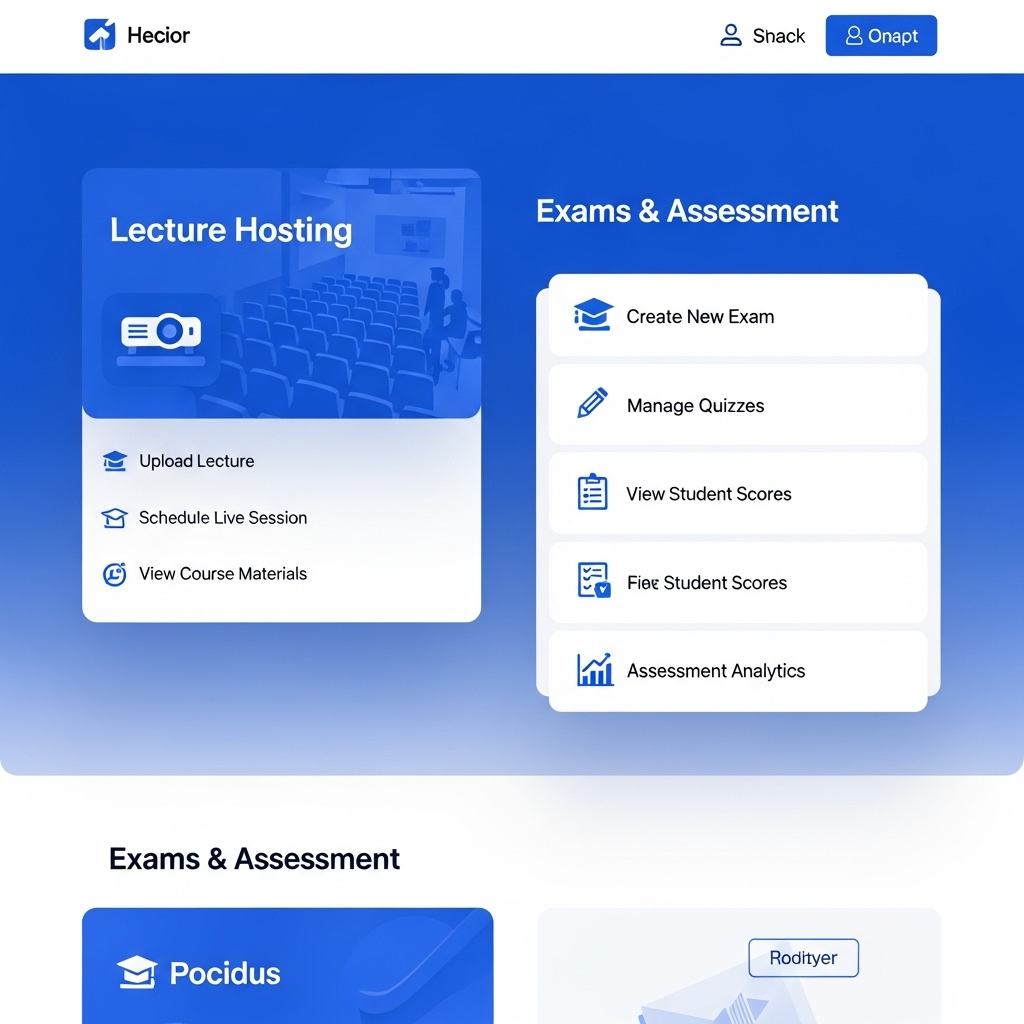 Hecior
Shack
Onapt
Lecture Hosting
Upload Lecture
Schedule Live Session
View Course Materials
Exams & Assessment
Create New Exam
Manage Quizzes
View Student Scores
Student Scores
Assessment Analytics
Exams & Assessment
Pocidus
Rodityer